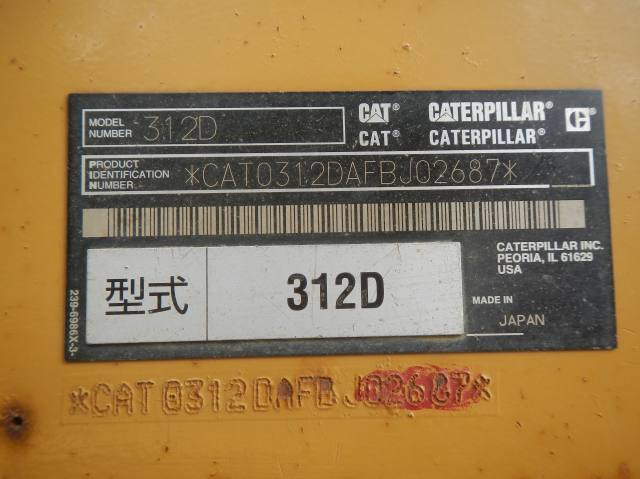 MODEL NUMBER 312D
CAT® CATERPILLAR®
CAT® CATERPILLAR®
PRODUCT IDENTIFICATION NUMBER *CAT0312DAFBJ02687*
CATERPILLAR INC.
PEORIA, IL 61629
USA
型式 312D
MADE IN JAPAN
239-6986X-3
*CAT0312DAFBJ02687*